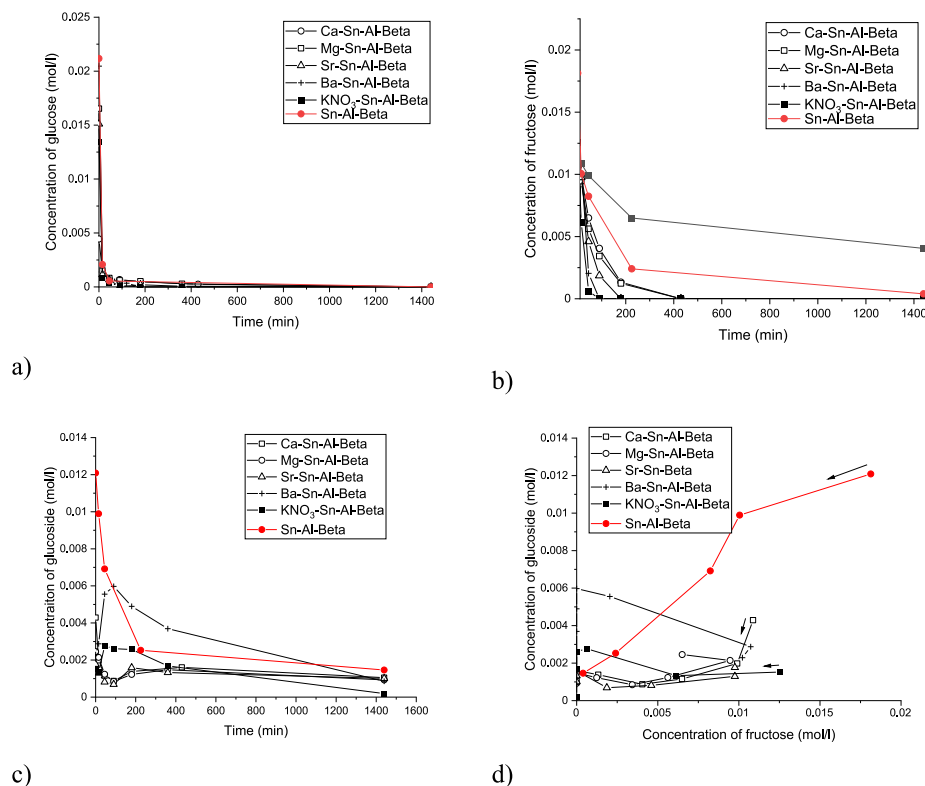 Concentration of glucose (mol/l)
0.025
0.02
0.015
0.01
0.005
0
Ca-Sn-Al-Beta
Mg-Sn-Al-Beta
Sr-Sn-Al-Beta
Ba-Sn-Al-Beta
KNO3-Sn-Al-Beta
Sn-Al-Beta
0 200 400 600 800 1000 1200 1400
Time (min)
a)
Concetration of fructose (mol/l)
0.02
0.015
0.01
0.005
0
Ca-Sn-Al-Beta
Mg-Sn-Al-Beta
Sr-Sn-Al-Beta
Ba-Sn-Al-Beta
KNO3-Sn-Al-Beta
Sn-Al-Beta
200 400 600 800 1000 1200 1400
Time (min)
b)
Concentraiton of glucoside (mol/l)
0.014
0.012
0.01
0.008
0.006
0.004
0.002
0
Ca-Sn-Al-Beta
Mg-Sn-Al-Beta
Sr-Sn-Al-Beta
Ba-Sn-Al-Beta
KNO3-Sn-Al-Beta
Sn-Al-Beta
0 200 400 600 800 1000 1200 1400 1600
Time (min)
c)
Concentration of glucoside (mol/l)
0.014
0.012
0.01
0.008
0.006
0.004
0.002
0
Ca-Sn-Al-Beta
Mg-Sn-Al-Beta
Sr-Sn-Beta
Ba-Sn-Al-Beta
KNO3-Sn-Al-Beta
Sn-Al-Beta
0 0.005 0.01 0.015 0.02
Concentration of fructose (mol/l)
d)